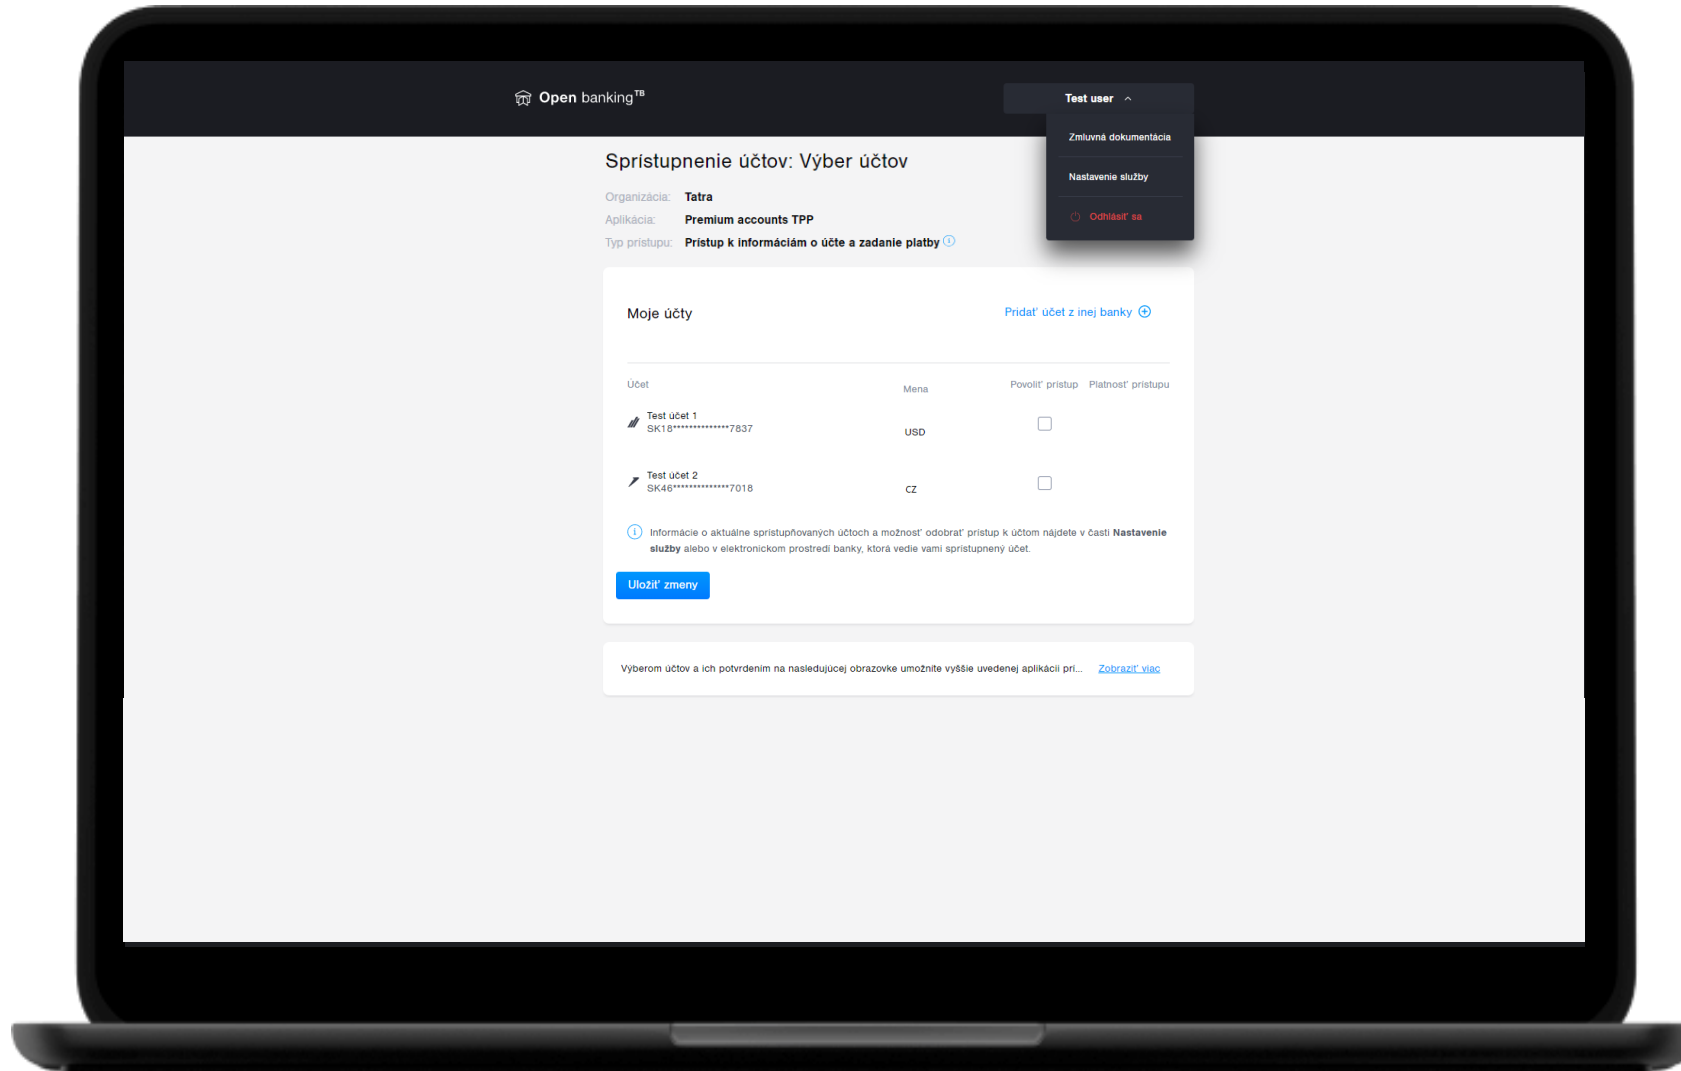 Open banking TB
Test user
Zmluvná dokumentácia
Nastavenie služby
Odhlásiť sa
Sprístupnenie účtov: Výber účtov
Organizácia: Tatra
Aplikácia: Premium accounts TPP
Typ prístupu: Prístup k informáciám o účte a zadanie platby
Moje účty
Pridať účet z inej banky
Účet Mena Povoliť prístup Platnosť prístupu
Test účet 1
SK18**************7837 USD
Test účet 2
SK46**************7018 CZ
Informácie o aktuálne sprístupňovaných účtoch a možnosť odobrať prístup k účtom nájdete v časti Nastavenie
služby alebo v elektronickom prostredí banky, ktorá vedie vami sprístupnený účet.
Uložiť zmeny
Výberom účtov a ich potvrdením na nasledujúcej obrazovke umožníte vyššie uvedenej aplikácii prí... Zobraziť viac